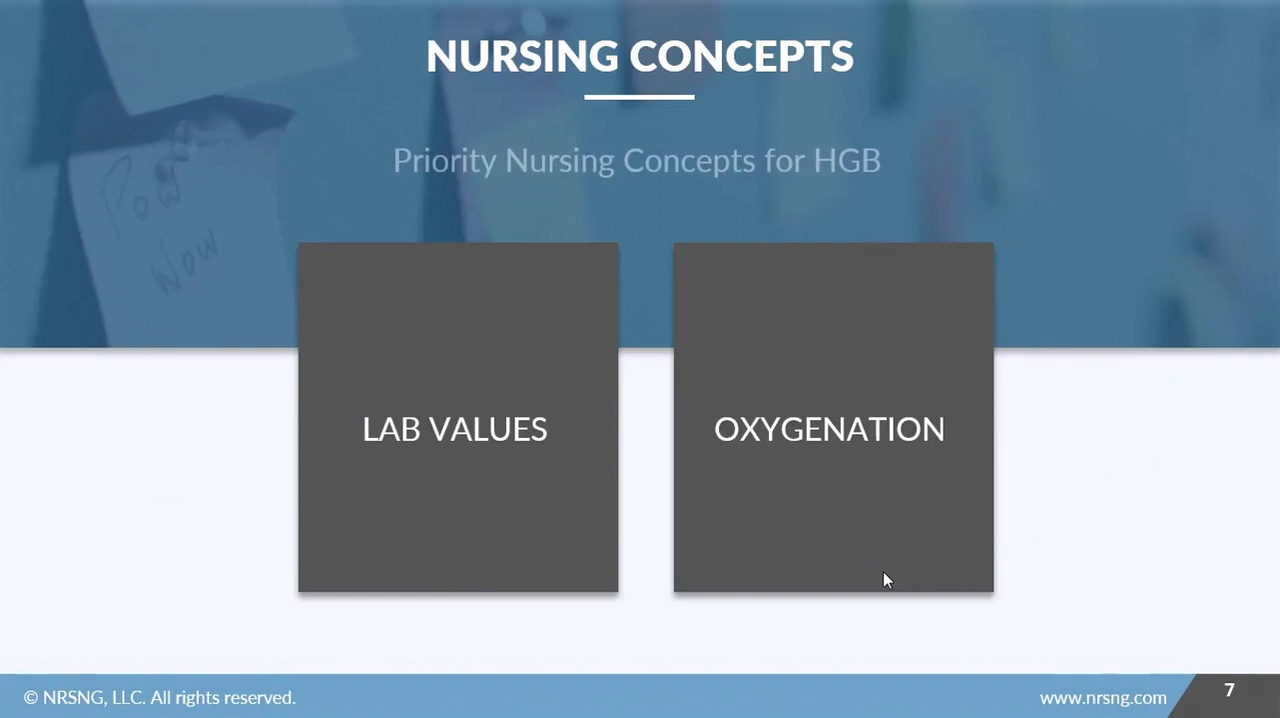 NURSING CONCEPTS
Priority Nursing Concepts for HGB
Now
LAB VALUES
OXYGENATION
© NRSNG, LLC. All rights reserved.
www.nrsng.com
7